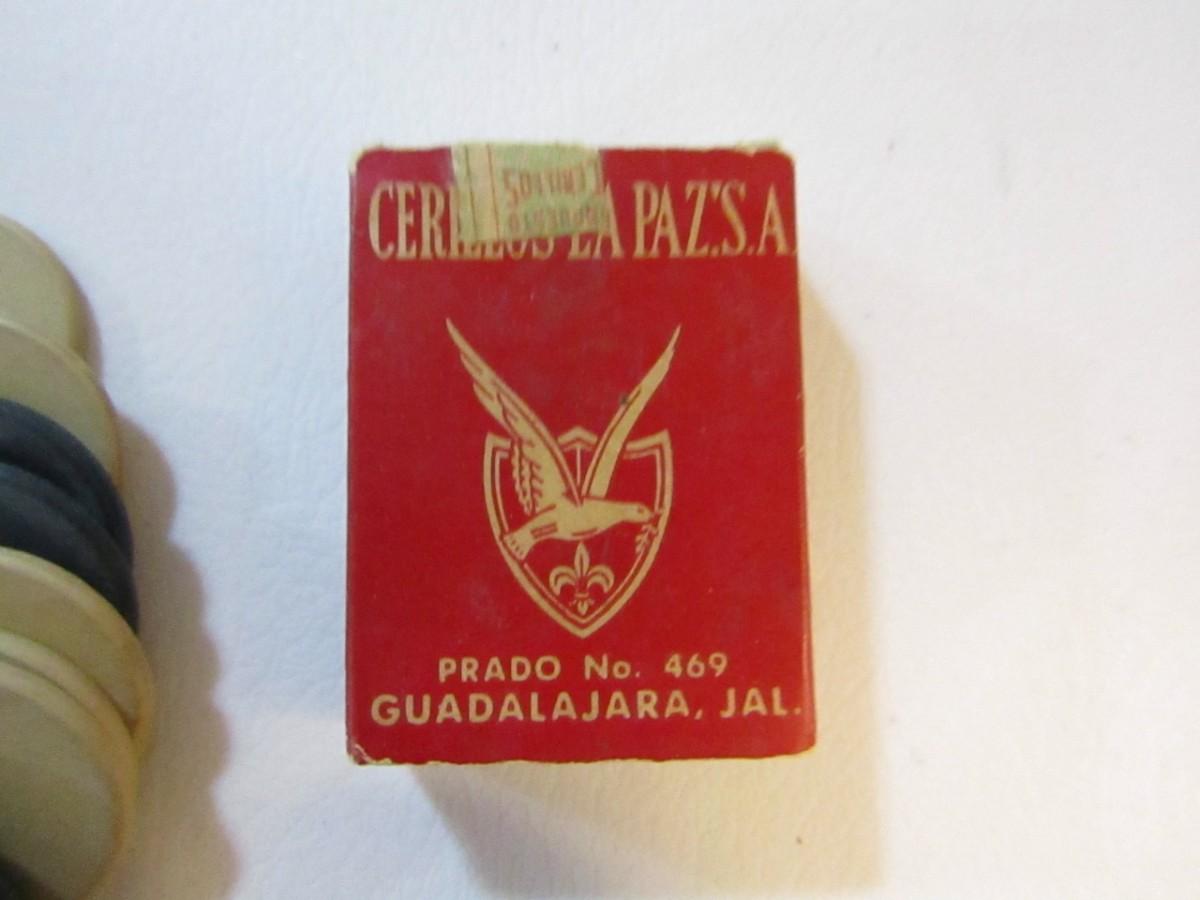 CERILLOS LA PAZ.S.A.
PRADO No. 469
GUADALAJARA, JAL.